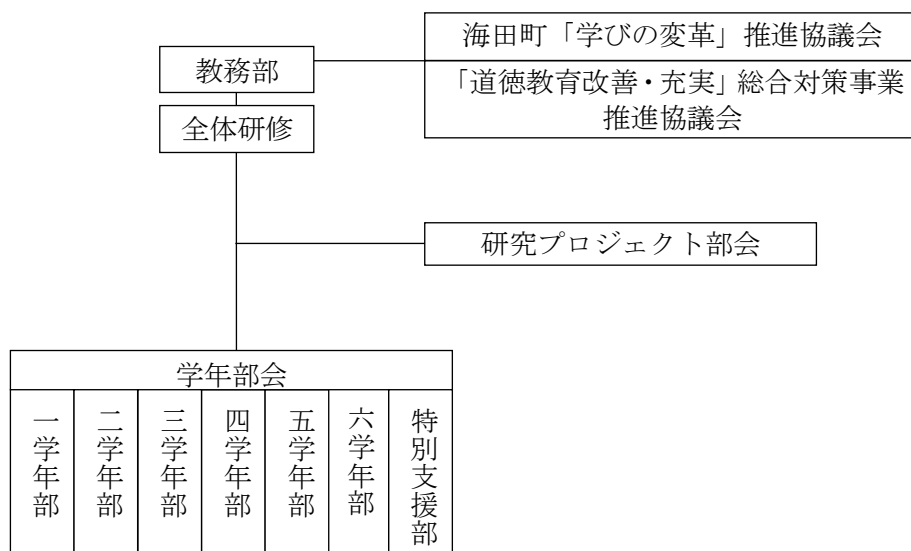 海田町「学びの変革」推進協議会
教務部
「道徳教育改善・充実」総合対策事業
推進協議会
全体研修
研究プロジェクト部会
学年部会
一学年部
二学年部
三学年部
四学年部
五学年部
六学年部
特別支援部